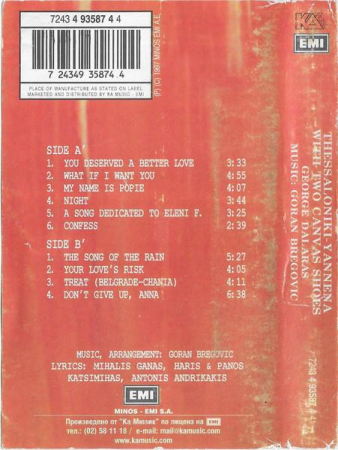 7243 4 93587 4 4
7 24349 35874 4
PLACE OF MANUFACTURE AS STATED ON LABEL
MARKETED AND DISTRIBUTED BY KA MUSIC - EMI
(P) (C) 1997 MINOS EMI A.E.
KA
EMI
SIDE A'
1. YOU DESERVED A BETTER LOVE 3:33
2. WHAT IF I WANT YOU 4:55
3. MY NAME IS POPIE 4:07
4. NIGHT 3:44
5. A SONG DEDICATED TO ELENI F. 3:25
6. CONFESS 2:39
SIDE B'
1. THE SONG OF THE RAIN 5:27
2. YOUR LOVE'S RISK 4:05
3. TREAT (BELGRADE-CHANIA) 4:11
4. DON'T GIVE UP, ANNA 6:38
MUSIC, ARRANGEMENT: GORAN BREGOVIC
LYRICS: MIHALIS GANAS, HARIS & PANOS
KATSIMIHAS, ANTONIS ANDRIKAKIS
EMI
MINOS - EMI S.A.
Произведено от "Ка Мюзик" по лиценз на EMI
тел.: (02) 58 11 18 / e-mail: office@kamusic.com
www.kamusic.com
THESSALONIKI YANNENA
WITH TWO CANVAS SHOES
GEORGE DALARAS
MUSIC: GORAN BREGOVIC
EMI